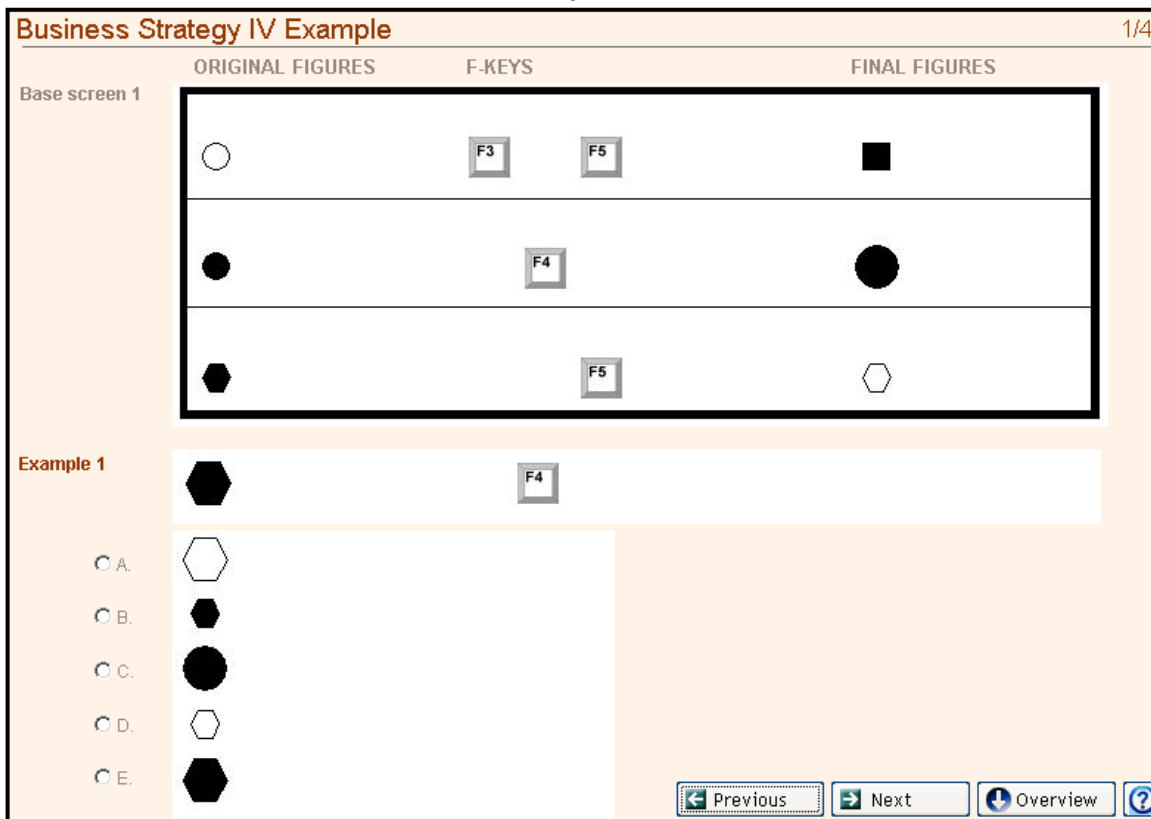 Business Strategy IV Example 1/4
ORIGINAL FIGURES F-KEYS FINAL FIGURES
Base screen 1
F3 F5
F4
F5
Example 1
F4
A.
B.
C.
D.
E.
Previous Next Overview ?